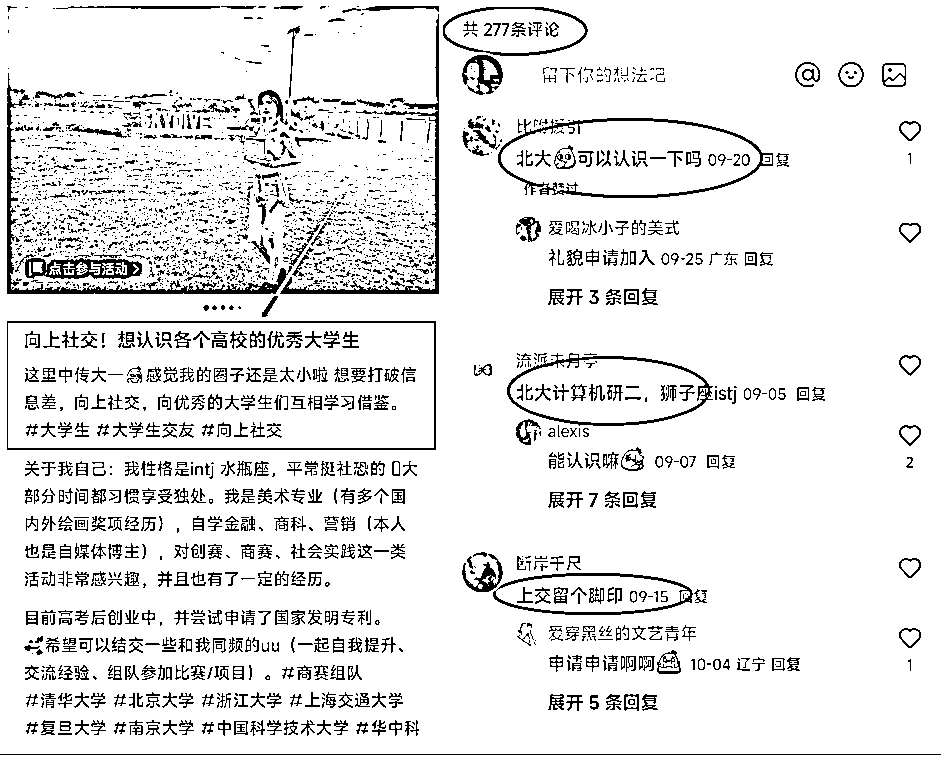 SKYDIVE
点击参与活动 >
向上社交！想认识各个高校的优秀大学生
这里中传大一感觉我的圈子还是太小啦 想要打破信
息差，向上社交，向优秀的大学生们互相学习借鉴。
#大学生 #大学生交友 #向上社交
关于我自己：我性格是intj 水瓶座，平常挺社恐的 大
部分时间都习惯享受独处。我是美术专业（有多个国
内外绘画奖项经历），自学金融、商科、营销（本人
也是自媒体博主），对创赛、商赛、社会实践这一类
活动非常感兴趣，并且也有了一定的经历。
目前高考后创业中，并尝试申请了国家发明专利。
希望可以结交一些和我同频的uu（一起自我提升、
交流经验、组队参加比赛/项目）。#商赛组队
#清华大学 #北京大学 #浙江大学 #上海交通大学
#复旦大学 #南京大学 #中国科学技术大学 #华中科
共 277条评论
留下你的想法吧
北大可以认识一下吗 09-20 回复
1
作者赞过
爱喝冰小子的美式
礼貌申请加入 09-25 广东 回复
展开 3 条回复
北大计算机研二，狮子座istj 09-05 回复
alexis
能认识嘛 09-07 回复
2
展开 7 条回复
断岸千尺
上交留个脚印 09-15 回复
爱穿黑丝的文艺青年
申请申请啊啊 10-04 辽宁 回复
1
展开 5 条回复